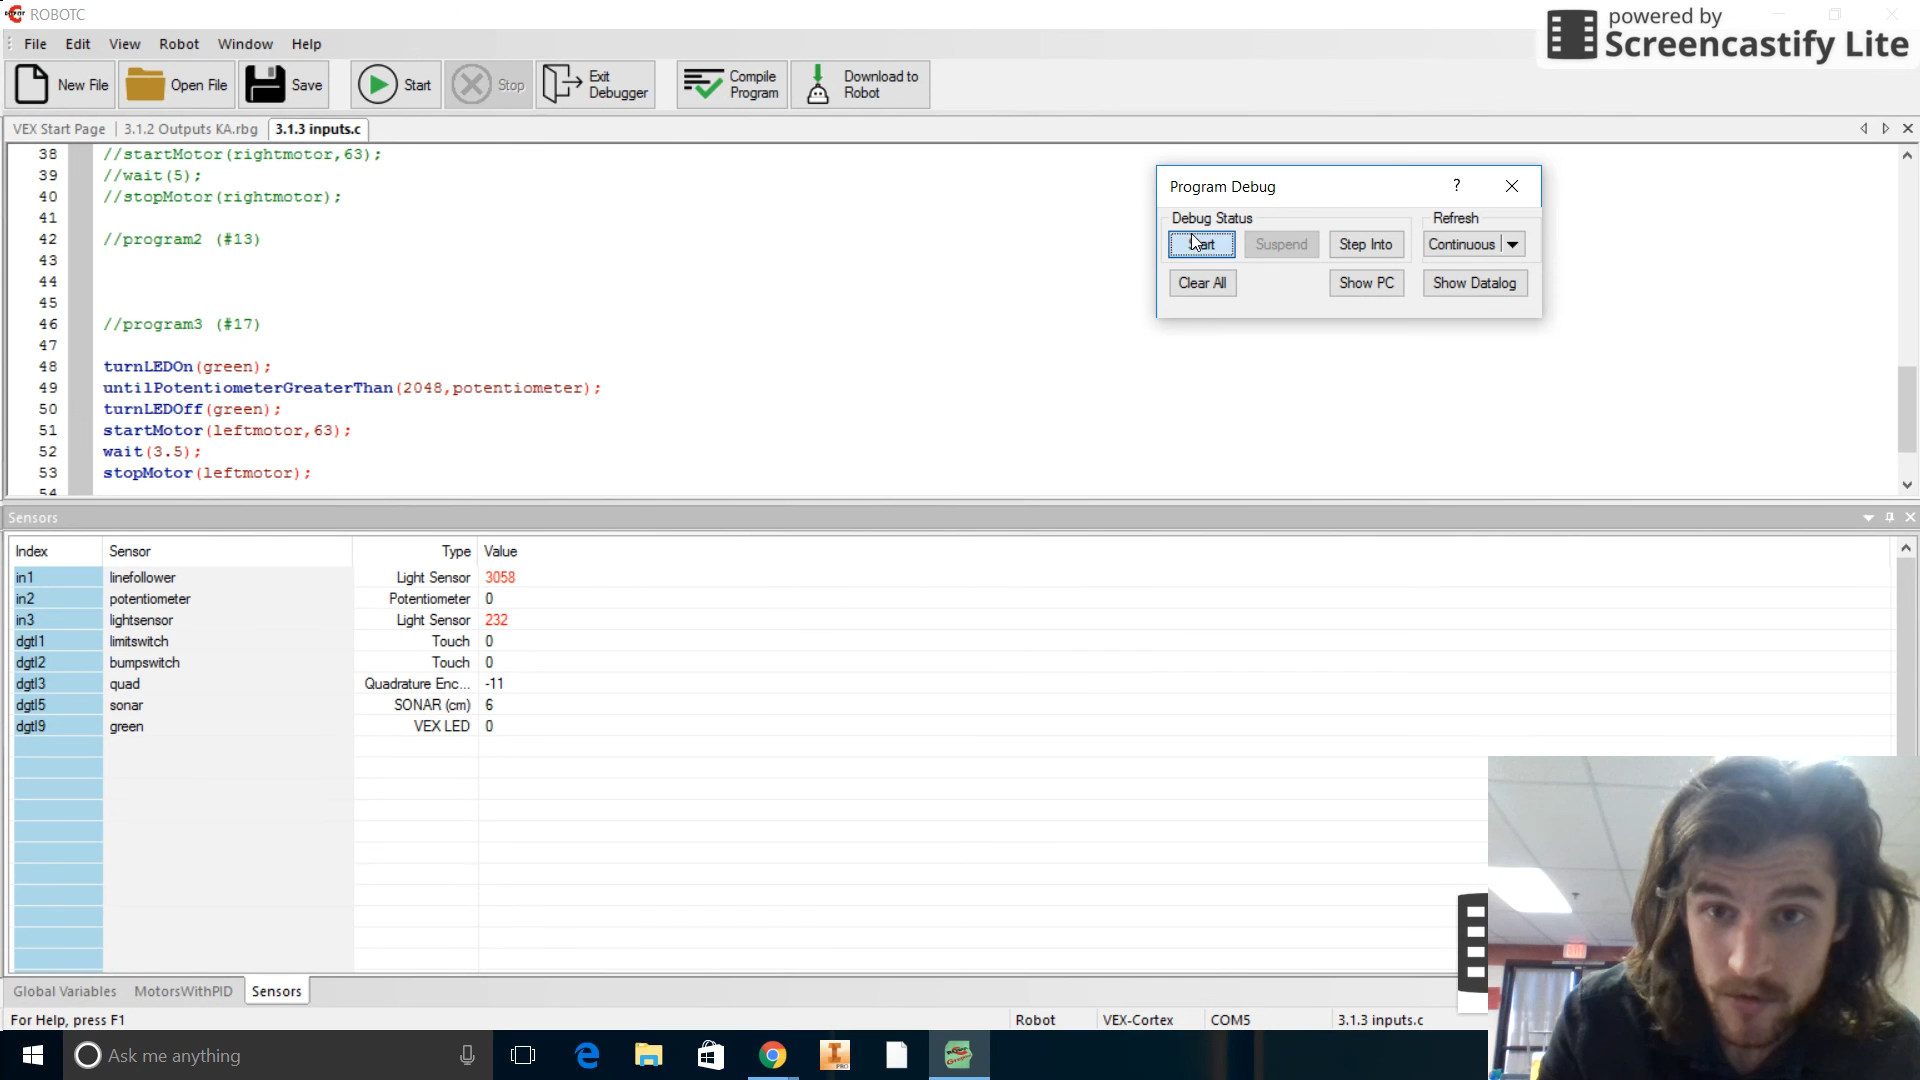 ROBOTC
powered by
Screencastify Lite
File Edit View Robot Window Help
New File Open File Save Start Stop Exit Debugger Compile Program Download to Robot
VEX Start Page 3.1.2 Outputs KA.rbg 3.1.3 inputs.c
38 //startMotor(rightmotor,63);
39 //wait(5);
40 //stopMotor(rightmotor);
41
42 //program2 (#13)
43
44
45
46 //program3 (#17)
47
48 turnLEDOn(green);
49 untilPotentiometerGreaterThan(2048,potentiometer);
50 turnLEDOff(green);
51 startMotor(leftmotor,63);
52 wait(3.5);
53 stopMotor(leftmotor);
54
Program Debug ?
Debug Status Refresh
Start Suspend Step Into Continuous
Clear All Show PC Show Datalog
Sensors
Index Sensor Type Value
in1 linefollower Light Sensor 3058
in2 potentiometer Potentiometer 0
in3 lightsensor Light Sensor 232
dgtl1 limitswitch Touch 0
dgtl2 bumpswitch Touch 0
dgtl3 quad Quadrature Enc... -11
dgtl5 sonar SONAR (cm) 6
dgtl9 green VEX LED 0
Global Variables MotorsWithPID Sensors
For Help, press F1 Robot VEX-Cortex COM5 3.1.3 inputs.c
Ask me anything